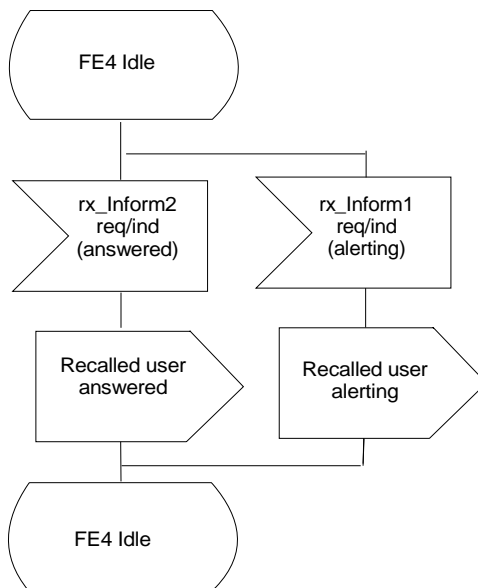 FE4 Idle
rx_Inform2
req/ind
(answered)
rx_Inform1
req/ind
(alerting)
Recalled user
answered
Recalled user
alerting
FE4 Idle